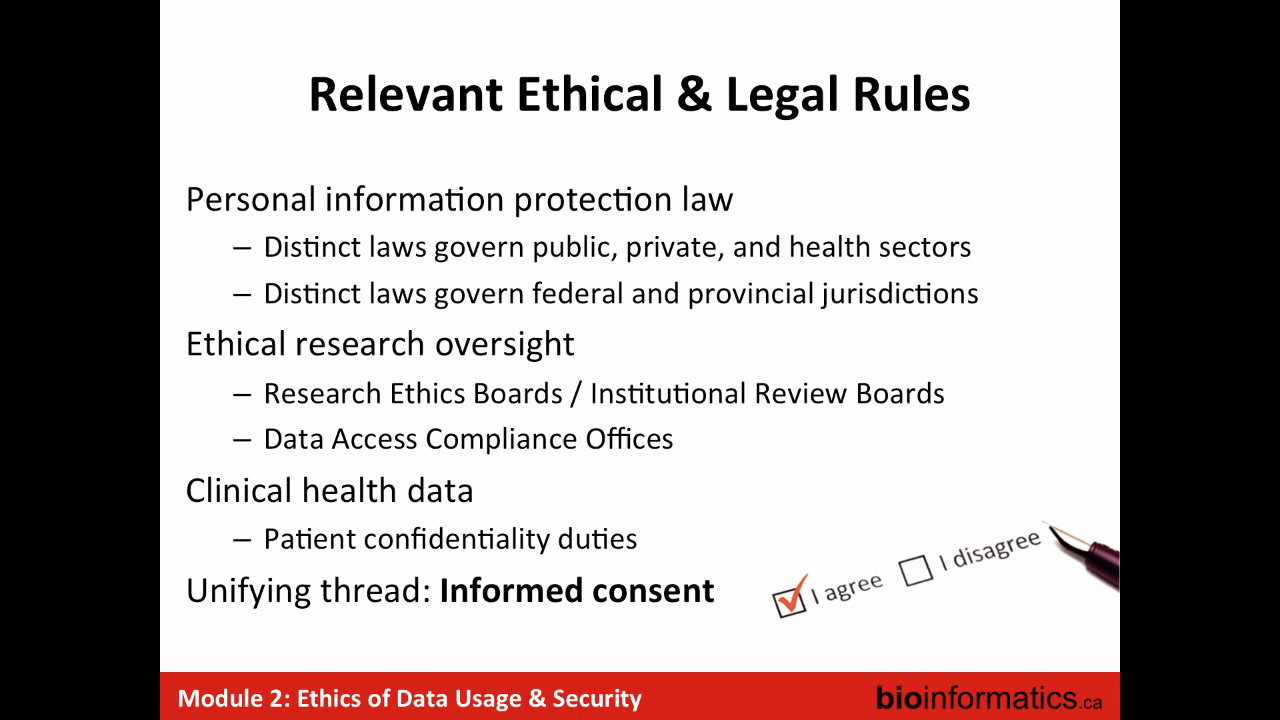 Relevant Ethical & Legal Rules
Personal information protection law
– Distinct laws govern public, private, and health sectors
– Distinct laws govern federal and provincial jurisdictions
Ethical research oversight
– Research Ethics Boards / Institutional Review Boards
– Data Access Compliance Offices
Clinical health data
– Patient confidentiality duties
Unifying thread: Informed consent
I agree
I disagree
Module 2: Ethics of Data Usage & Security
bioinformatics.ca